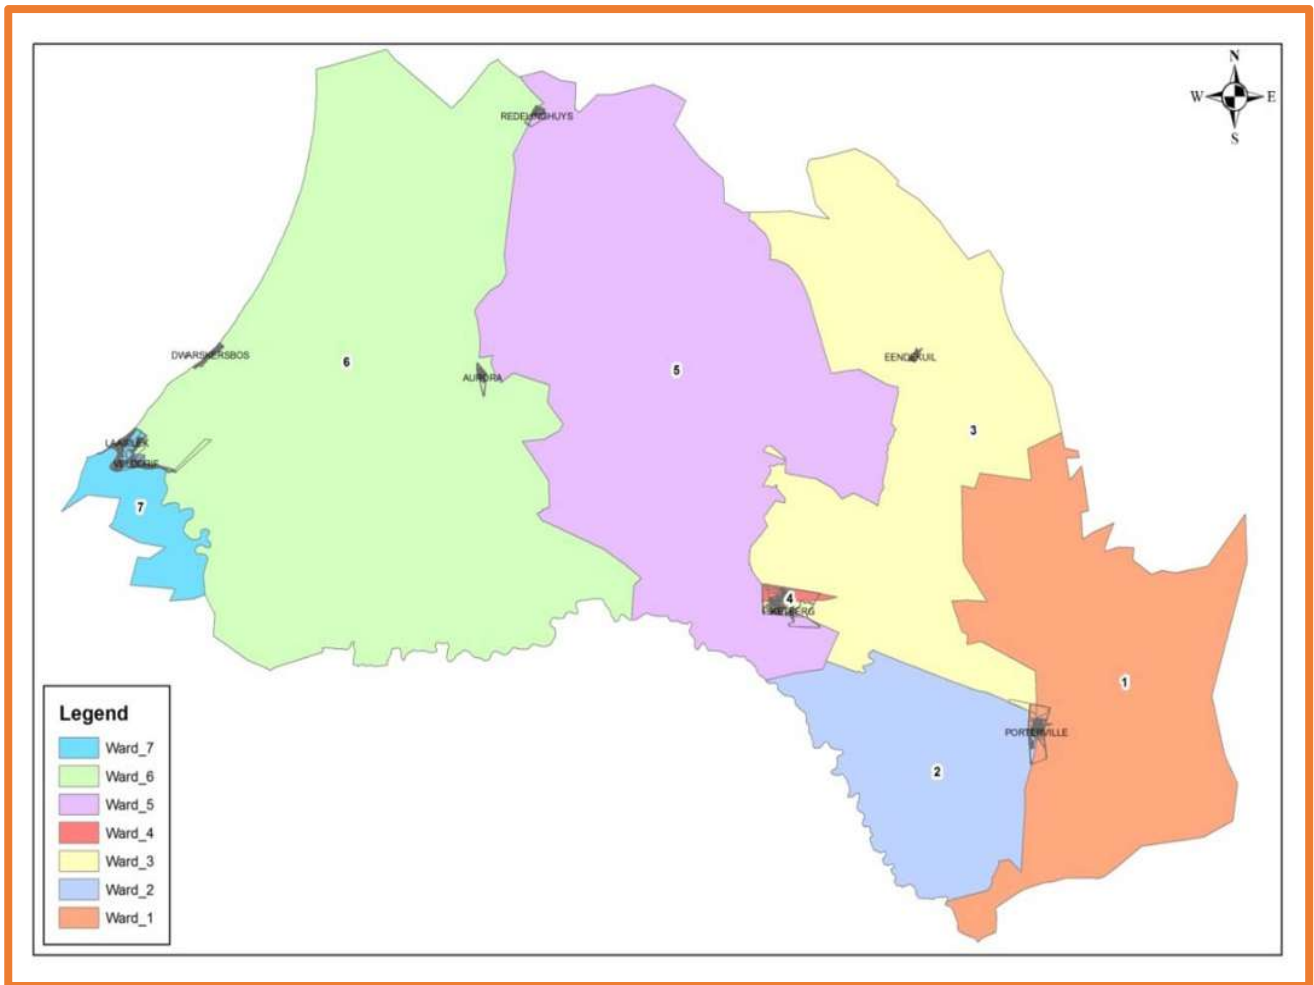 N
W E
S
REDELINGHUYS
DWARSKERSBOS
6
EENDEKUIL
5
AURORA
3
7
4
1
PORTERVILLE
2
Legend
Ward_7
Ward_6
Ward_5
Ward_4
Ward_3
Ward_2
Ward_1